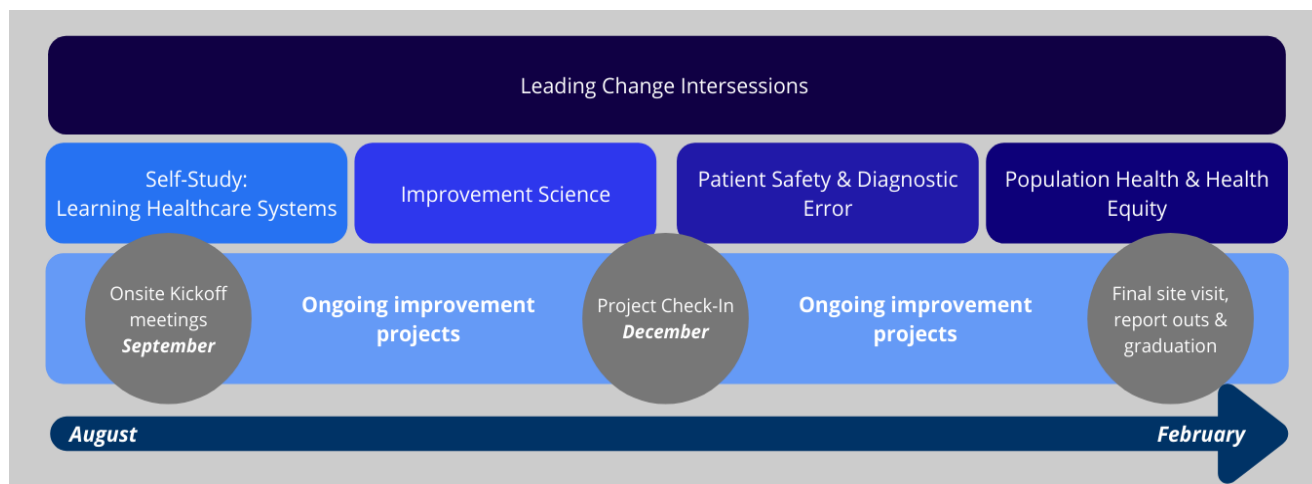 Leading Change Intersessions
Self-Study:
Learning Healthcare Systems
Improvement Science
Patient Safety & Diagnostic
Error
Population Health & Health
Equity
Onsite Kickoff
meetings
September
Ongoing improvement
projects
Project Check-In
December
Ongoing improvement
projects
Final site visit,
report outs &
graduation
August
February